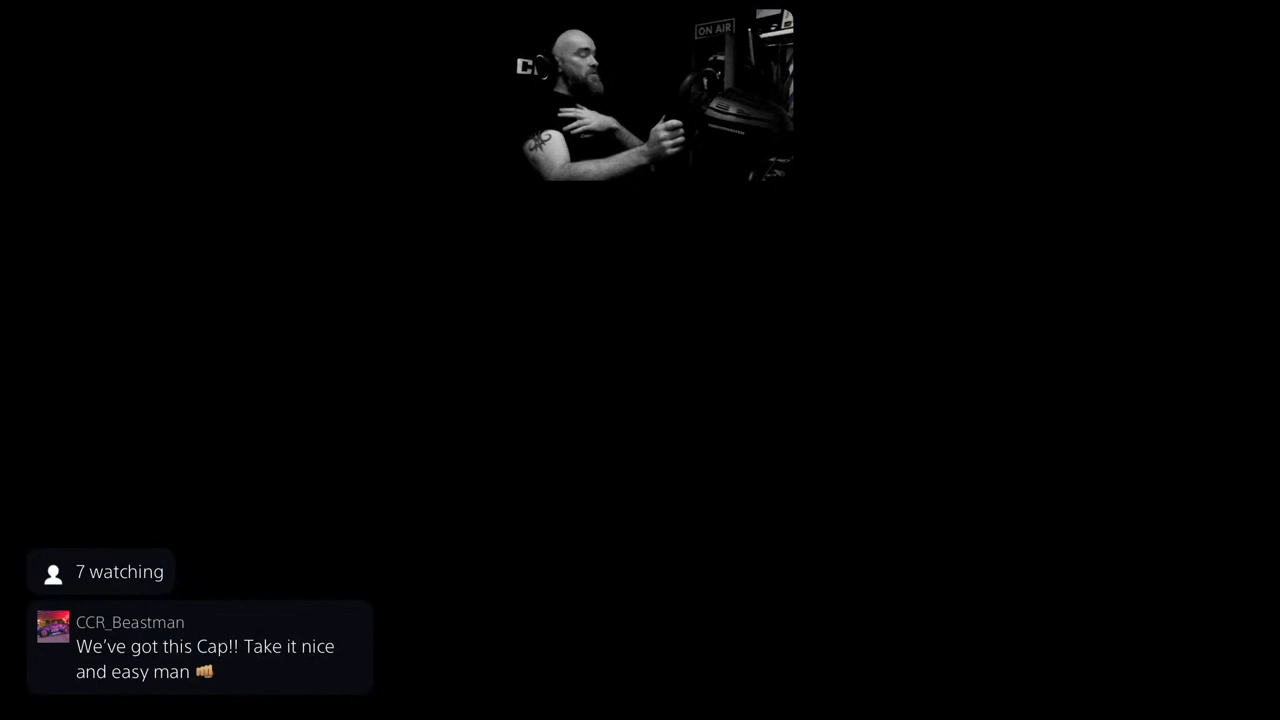 ON AIR
7 watching
CCR_Beastman
We've got this Cap!! Take it nice
and easy man 👊